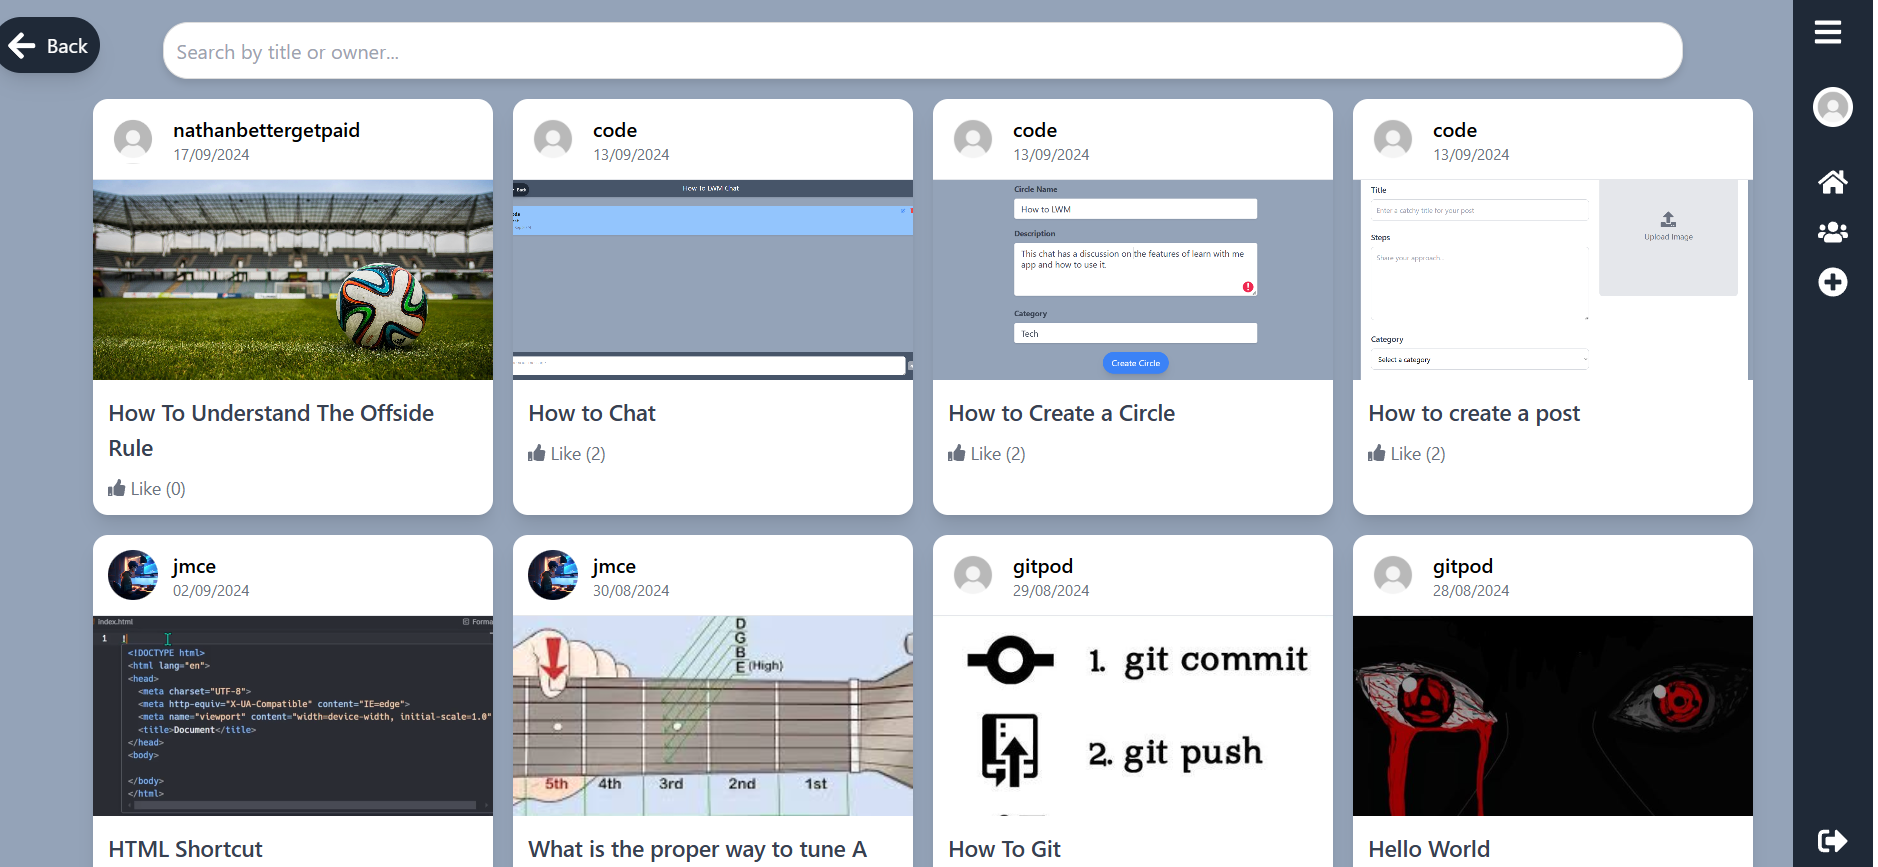 Back
Search by title or owner...
nathanbettergetpaid
17/09/2024
How To Understand The Offside
Rule
Like (0)
code
13/09/2024
Back
How To LWM Chat
How to Chat
Like (2)
code
13/09/2024
Circle Name
How to LWM
Description
This chat has a discussion on the features of learn with me
app and how to use it.
Category
Tech
Create Circle
How to Create a Circle
Like (2)
code
13/09/2024
Title
Enter a catchy title for your post
Steps
Share your approach...
Upload Image
Category
Select a category
How to create a post
Like (2)
jmce
02/09/2024
index.html
Forma
1 !
<!DOCTYPE html>
<html lang="en">
<head>
<meta charset="UTF-8">
<meta http-equiv="X-UA-Compatible" content="IE=edge">
<meta name="viewport" content="width=device-width, initial-scale=1.0"
<title>Document</title>
</head>
<body>
</body>
</html>
HTML Shortcut
jmce
30/08/2024
D
G
B
E (High)
5th 4th 3rd 2nd 1st
What is the proper way to tune A
gitpod
29/08/2024
1. git commit
2. git push
How To Git
gitpod
28/08/2024
Hello World